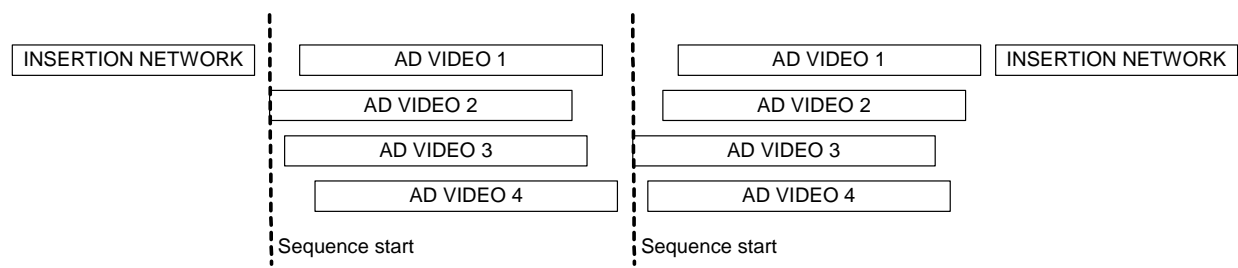 INSERTION NETWORK AD VIDEO 1 AD VIDEO 1 INSERTION NETWORK
AD VIDEO 2 AD VIDEO 2
AD VIDEO 3 AD VIDEO 3
AD VIDEO 4 AD VIDEO 4
Sequence start Sequence start